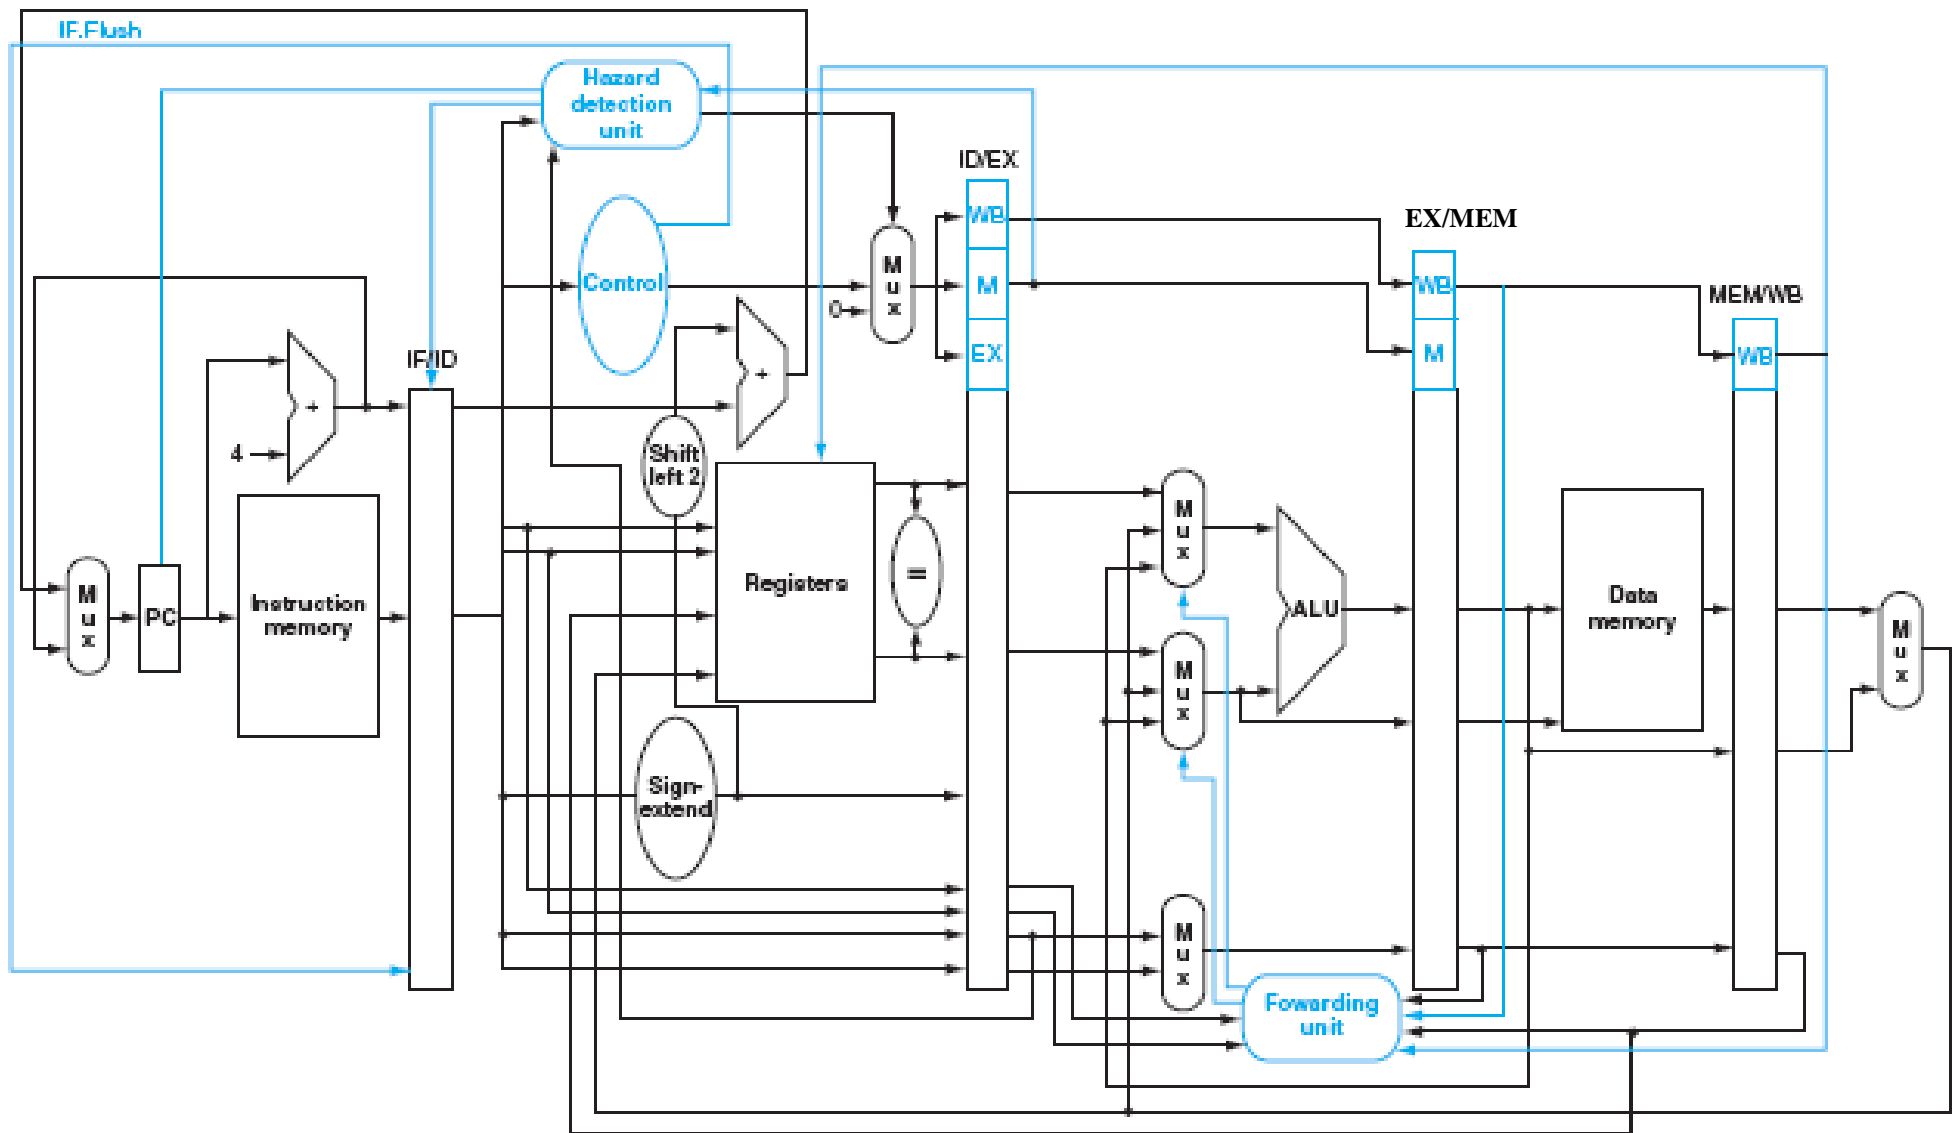 IF.Flush
Hazard
detection
unit
ID/EX
WB
M
EX
EX/MEM
WB
M
MEM/WB
WB
Control
M
u
x
0
IF/ID
+
4
+
Shift
left 2
M
u
x
PC
Instruction
memory
Registers
=
M
u
x
M
u
x
ALU
Data
memory
M
u
x
Sign-
extend
M
u
x
Fowarding
unit